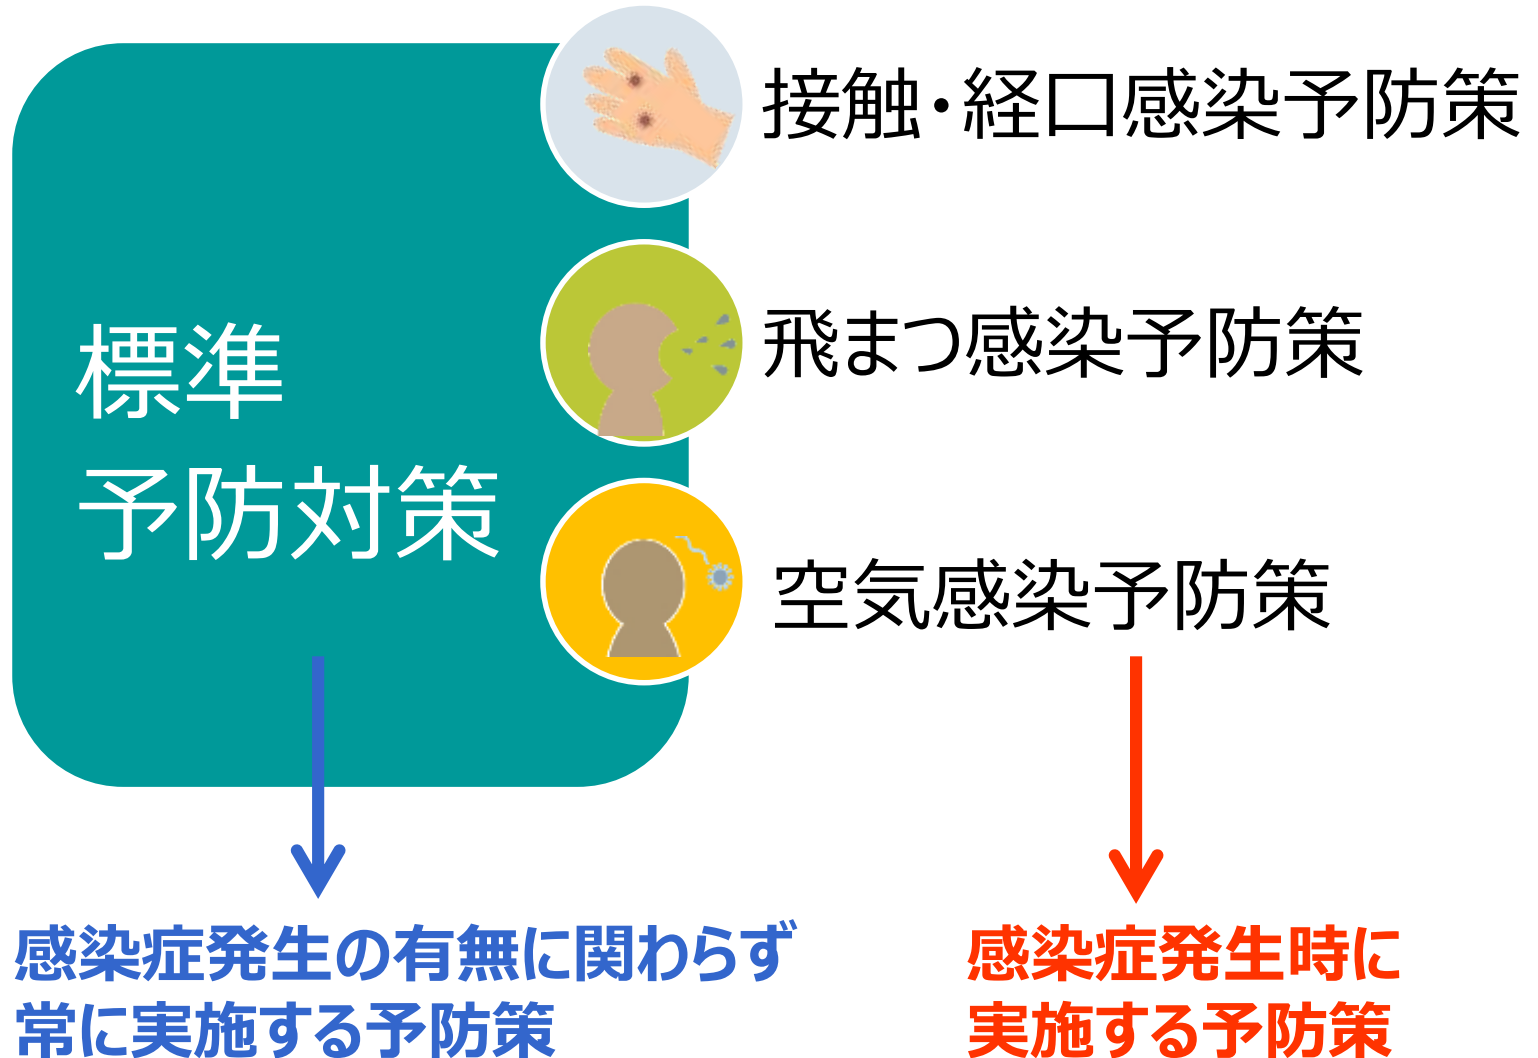 標準
予防対策
接触・経口感染予防策
飛まつ感染予防策
空気感染予防策
感染症発生の有無に関わらず
常に実施する予防策
感染症発生時に
実施する予防策